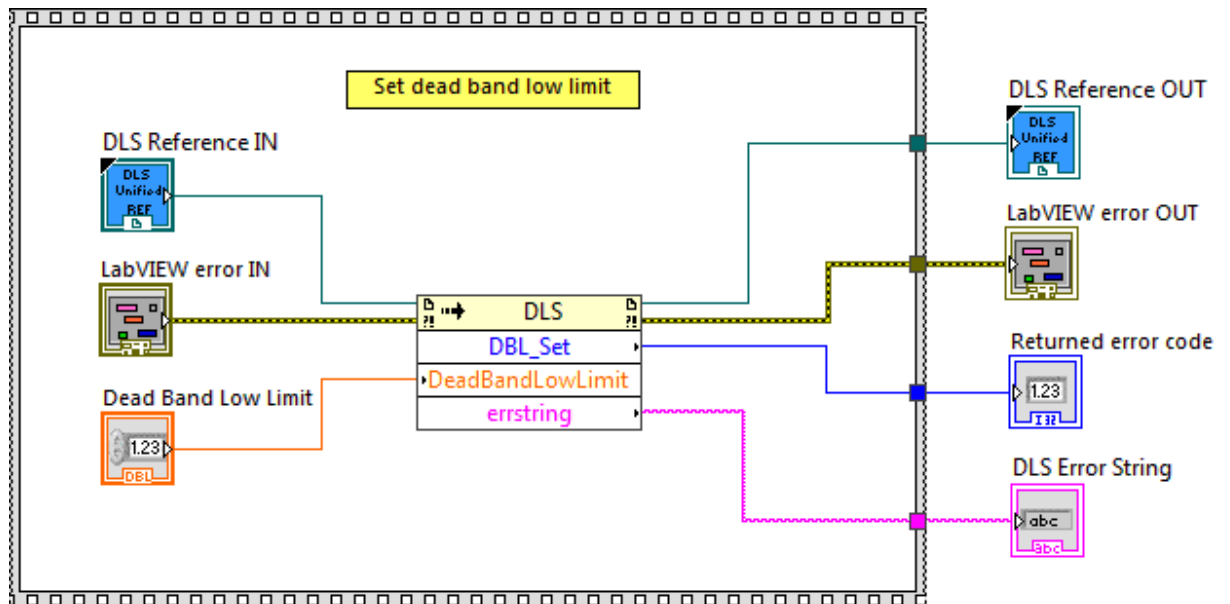 Set dead band low limit
DLS Reference OUT
DLS
Unified
REF
DLS Reference IN
DLS
Unified
REF
LabVIEW error OUT
LabVIEW error IN
?!
DLS
?!
DBL_Set
DeadBandLowLimit
errstring
Returned error code
1.23
I32
Dead Band Low Limit
1.23
DBL
DLS Error String
abc
abc